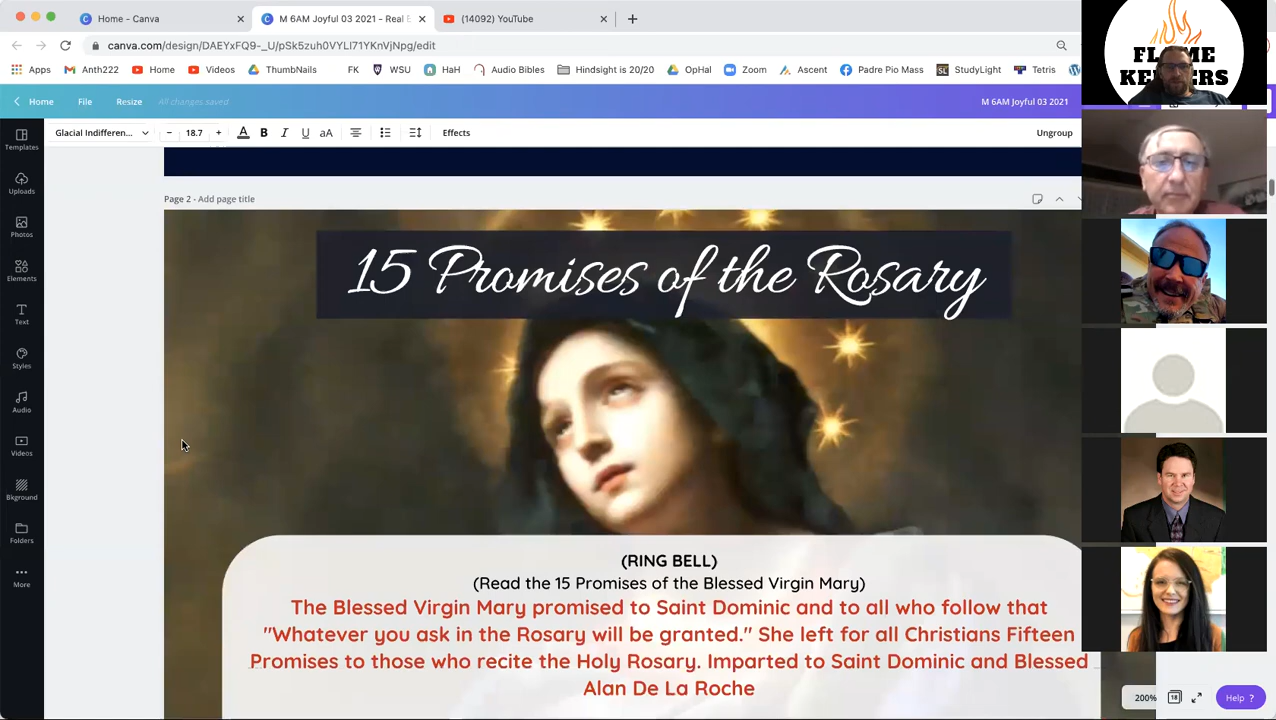 Home - Canva
M 6AM Joyful 03 2021 - Real E
(14092) YouTube
canva.com/design/DAEYxFQ9-_U/pSk5zuh0VYLI71YKnVjNpg/edit
Apps Anth222 Home Videos ThumbNails FK WSU HaH Audio Bibles Hindsight is 20/20 OpHal Zoom Ascent Padre Pio Mass StudyLight Tetris
FLAME
KEEPERS
Home File Resize All changes saved M 6AM Joyful 03 2021
Glacial Indifferen... – 18.7 + A B I U aA Effects Ungroup
Templates
Uploads
Photos
Elements
Text
Styles
Audio
Videos
Bkground
Folders
More
Page 2 - Add page title
15 Promises of the Rosary
(RING BELL)
(Read the 15 Promises of the Blessed Virgin Mary)
The Blessed Virgin Mary promised to Saint Dominic and to all who follow that
"Whatever you ask in the Rosary will be granted." She left for all Christians Fifteen
Promises to those who recite the Holy Rosary. Imparted to Saint Dominic and Blessed
Alan De La Roche
200% 18 Help ?